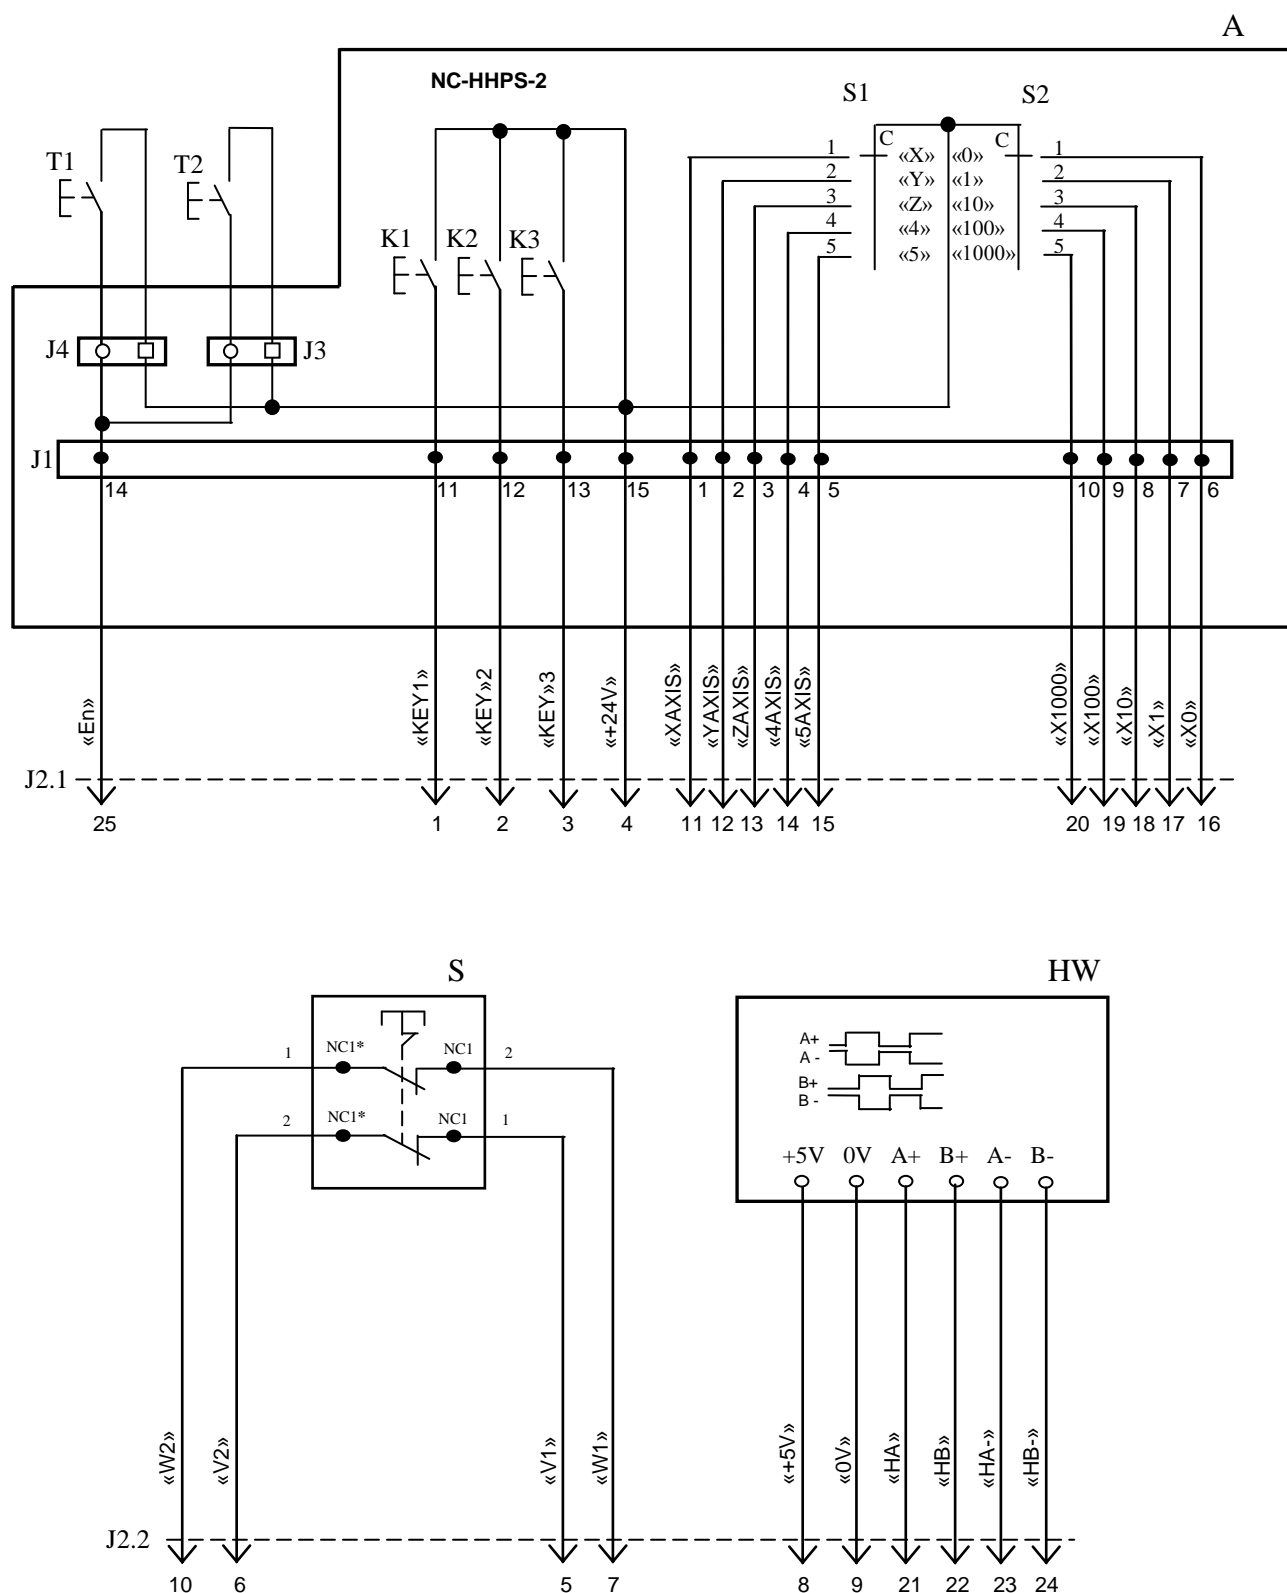 A
NC-HHPS-2
S1 S2
T1 T2
C C
1 «X» «0» 1
2 «Y» «1» 2
3 «Z» «10» 3
4 «4» «100» 4
5 «5» «1000» 5
K1 K2 K3
J4 J3
J1
14 11 12 13 15 1 2 3 4 5 10 9 8 7 6
«En» «KEY1» «KEY»2 «KEY»3 «+24V» «XAXIS» «YAXIS» «ZAXIS» «4AXIS» «5AXIS» «X1000» «X100» «X10» «X1» «X0»
J2.1
25 1 2 3 4 11 12 13 14 15 20 19 18 17 16
S HW
1 NC1* NC1 2
2 NC1* NC1 1
A+
A -
B+
B -
+5V 0V A+ B+ A- B-
«W2» «V2» «V1» «W1» «+5V» «0V» «HA» «HB» «HA-» «HB-»
J2.2
10 6 5 7 8 9 21 22 23 24